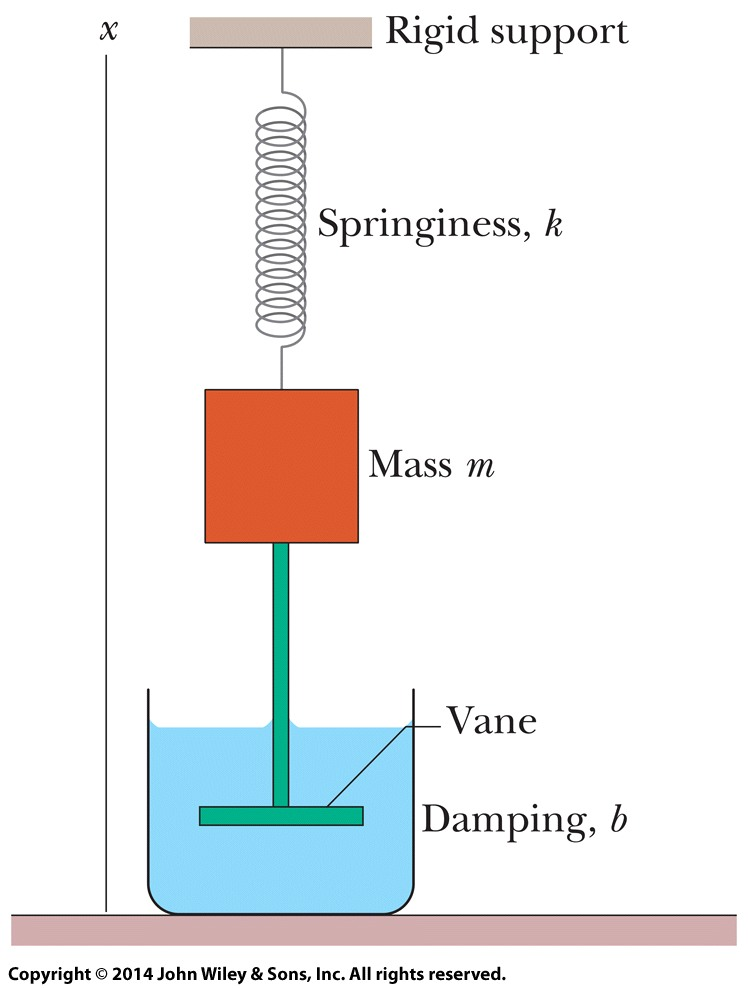 x
Rigid support
Springiness, k
Mass m
Vane
Damping, b
Copyright © 2014 John Wiley & Sons, Inc. All rights reserved.